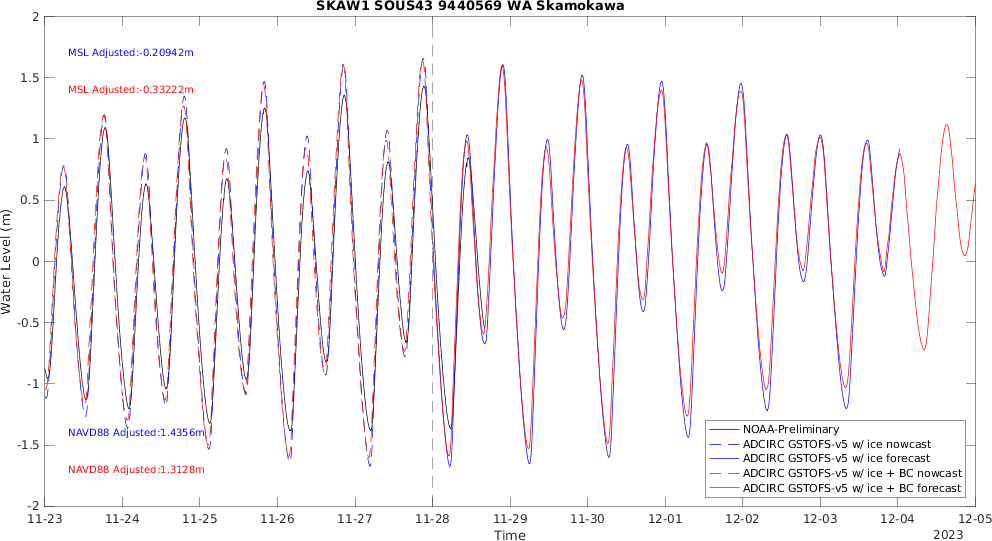 SKAW1 SOUS43 9440569 WA Skamokawa
Water Level (m)
2
1.5
1
0.5
0
-0.5
-1
-1.5
-2
MSL Adjusted:-0.20942m
MSL Adjusted:-0.33222m
NAVD88 Adjusted:1.4356m
NAVD88 Adjusted:1.3128m
NOAA-Preliminary
ADCIRC GSTOFS-v5 w/ ice nowcast
ADCIRC GSTOFS-v5 w/ ice forecast
ADCIRC GSTOFS-v5 w/ ice + BC nowcast
ADCIRC GSTOFS-v5 w/ ice + BC forecast
11-23 11-24 11-25 11-26 11-27 11-28 11-29 11-30 12-01 12-02 12-03 12-04 12-05
Time
2023